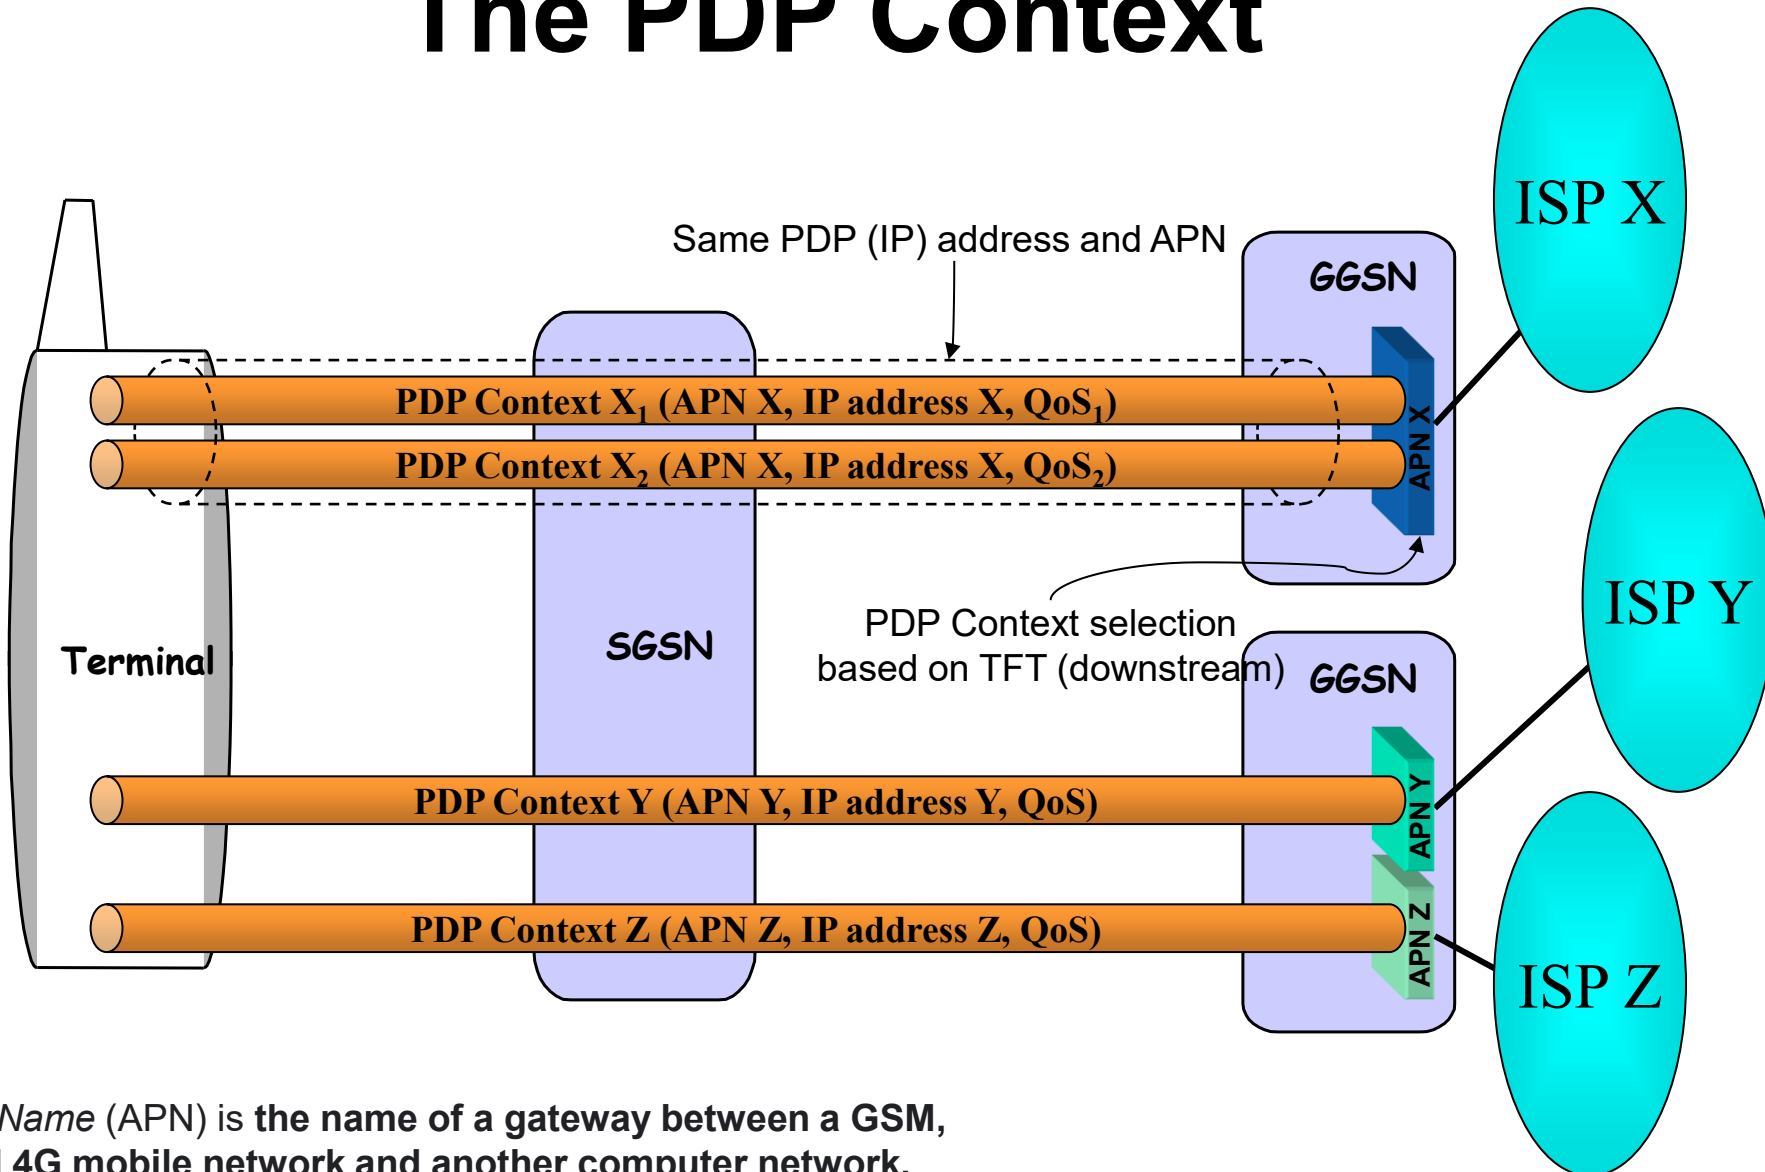 The PDP Context
ISP X
Same PDP (IP) address and APN
GGSN
PDP Context X₁ (APN X, IP address X, QoS₁)
PDP Context X₂ (APN X, IP address X, QoS₂)
APN X
ISP Y
PDP Context selection
based on TFT (downstream)
SGSN
Terminal
GGSN
PDP Context Y (APN Y, IP address Y, QoS)
APN Y
PDP Context Z (APN Z, IP address Z, QoS)
APN Z
ISP Z
Name (APN) is the name of a gateway between a GSM,
4G mobile network and another computer network.